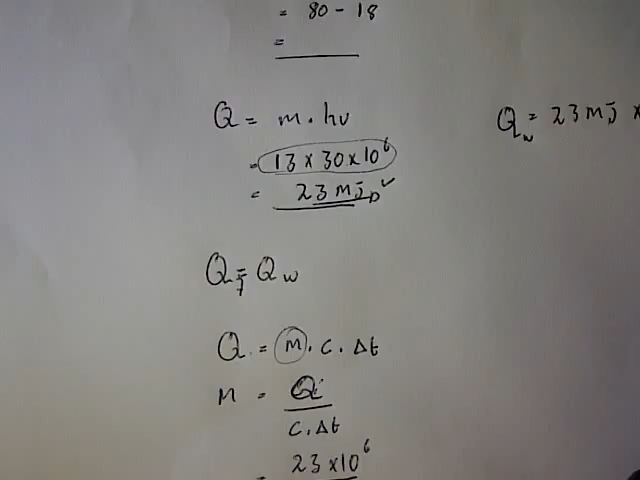 = 80 - 18
=
Q = m . hv
= 13 x 30 x 10⁶
= 23 MJ
Qw = 23 MJ x
Qf = Qw
Q = m . c . Δt
m = Q
c . Δt
= 23 x 10⁶